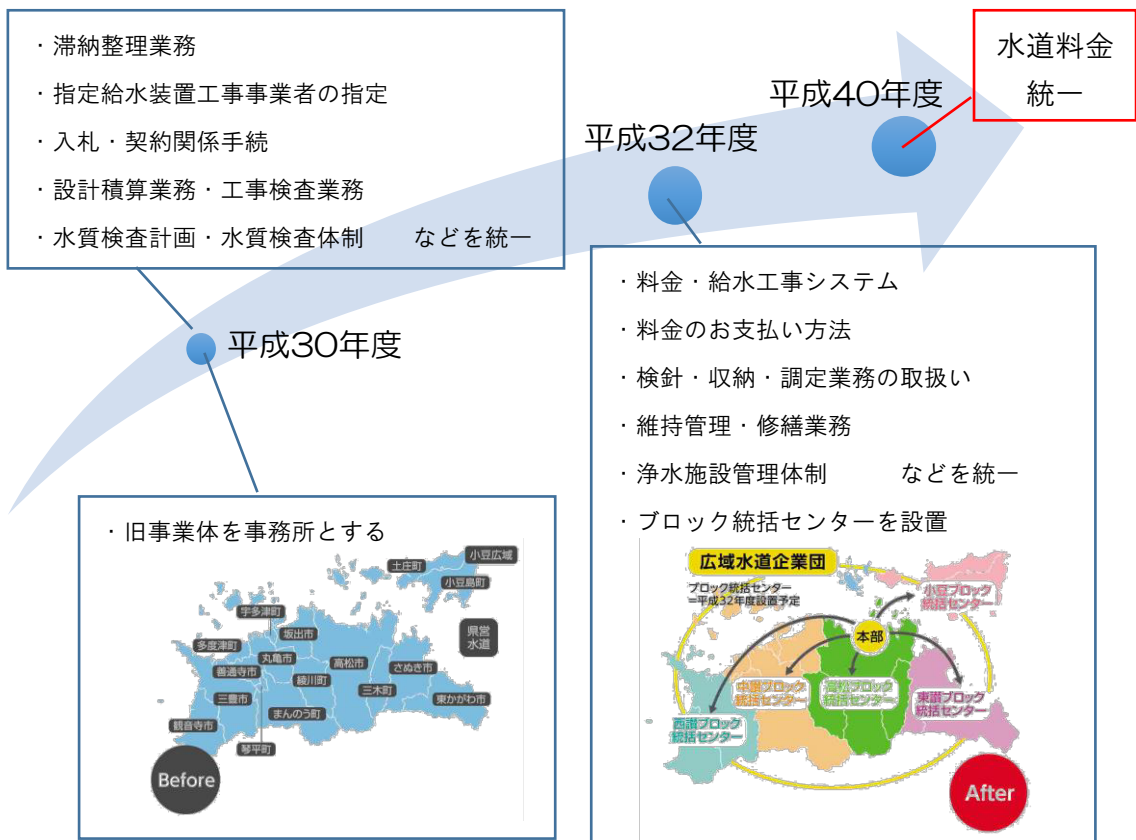 ・滞納整理業務
・指定給水装置工事事業者の指定
・入札・契約関係手続
・設計積算業務・工事検査業務
・水質検査計画・水質検査体制　　などを統一
平成30年度
・旧事業体を事務所とする
小豆広域
土庄町
小豆島町
宇多津町
県営
水道
坂出市
多度津町
丸亀市
高松市
さぬき市
善通寺市
綾川町
三木町
東かがわ市
三豊市
まんのう町
観音寺市
琴平町
Before
平成32年度
・料金・給水工事システム
・料金のお支払い方法
・検針・収納・調定業務の取扱い
・維持管理・修繕業務
・浄水施設管理体制　　などを統一
・ブロック統括センターを設置
広域水道企業団
ブロック統括センター
=平成32年度設置予定
小豆ブロック
統括センター
本部
中讃ブロック
統括センター
高松ブロック
統括センター
東讃ブロック
統括センター
西讃ブロック
統括センター
After
平成40年度
水道料金
統一